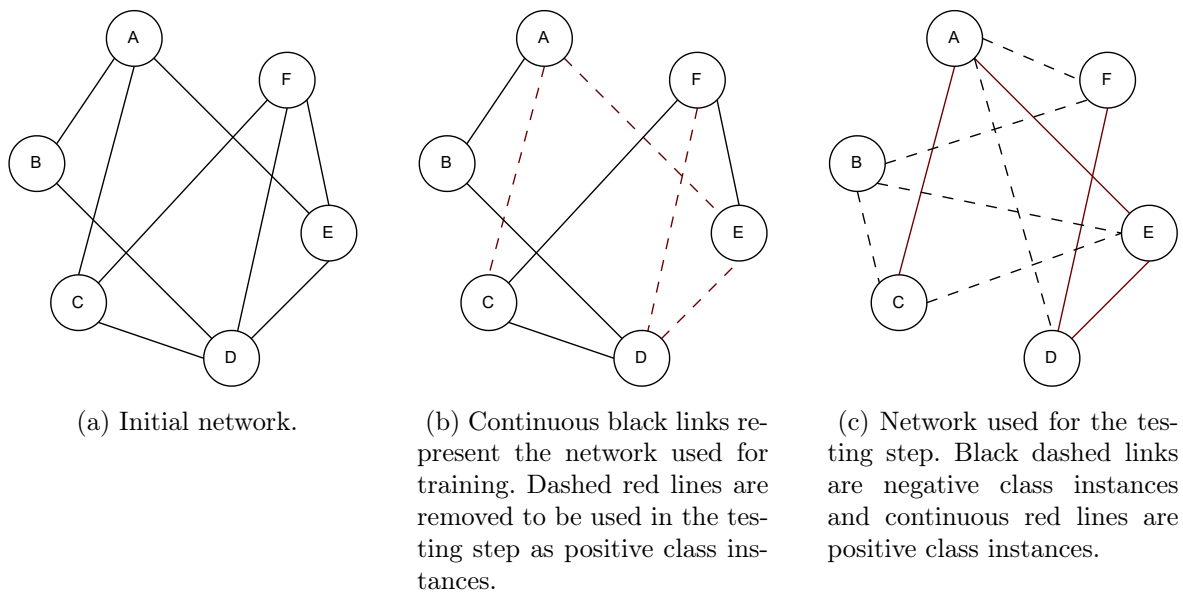 A
F
B
E
C
D
(a) Initial network.
A
F
B
E
C
D
(b) Continuous black links re-
present the network used for
training. Dashed red lines are
removed to be used in the tes-
ting step as positive class ins-
tances.
A
F
B
E
C
D
(c) Network used for the tes-
ting step. Black dashed links
are negative class instances
and continuous red lines are
positive class instances.